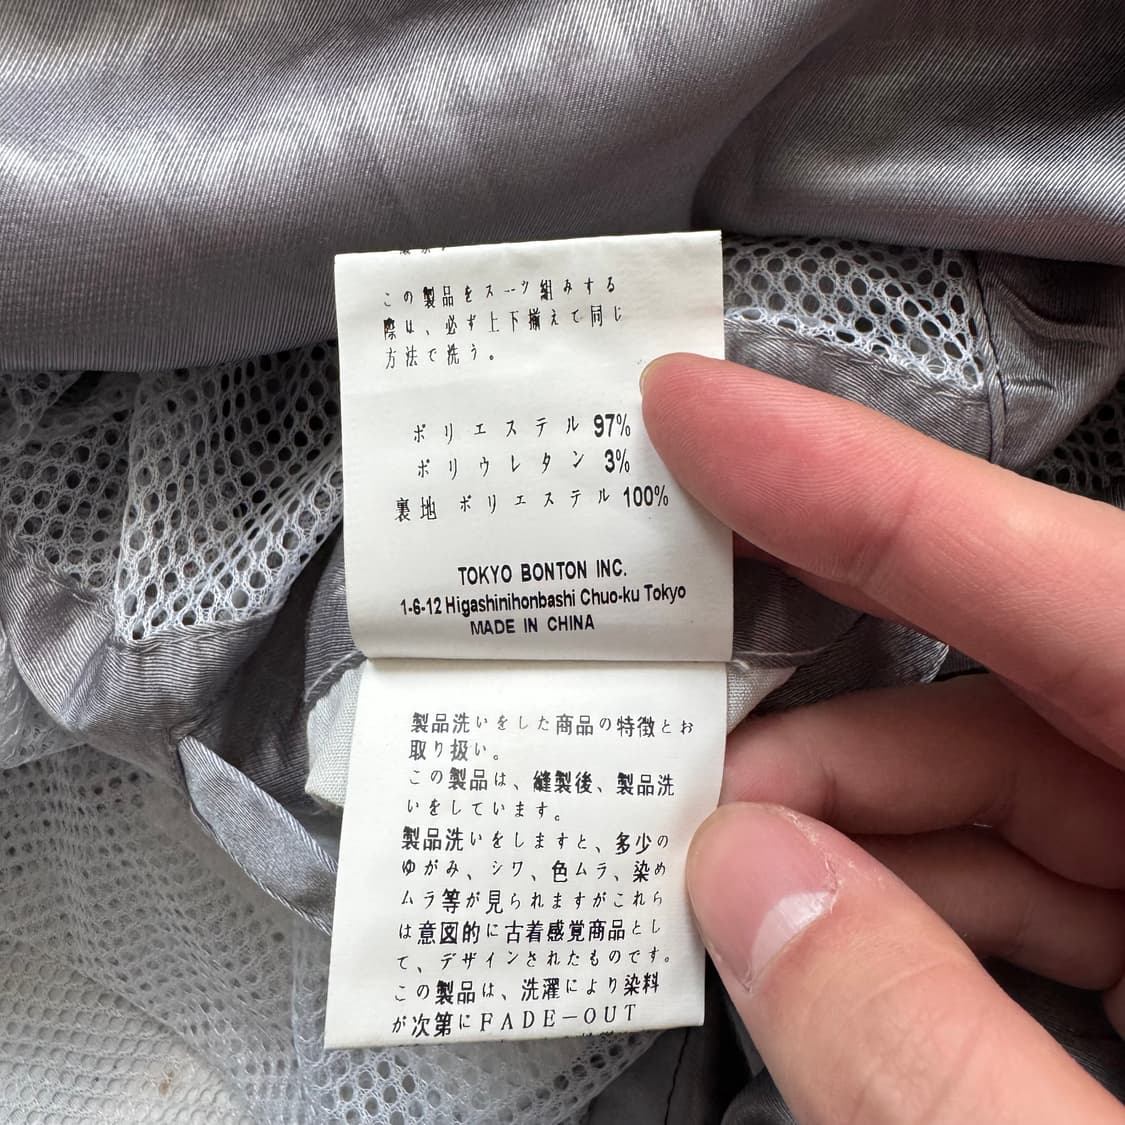 この製品をスーツ組みする
際は、必ず上下揃えて同じ
方法で洗う。
ポリエステル 97%
ポリウレタン 3%
裏地 ポリエステル 100%
TOKYO BONTON INC.
1-6-12 Higashinihonbashi Chuo-ku Tokyo
MADE IN CHINA
製品洗いをした商品の特徴とお
取り扱い。
この製品は、縫製後、製品洗
いをしています。
製品洗いをしますと、多少の
ゆがみ、シワ、色ムラ、染め
ムラ等が見られますがこれら
は意図的に古着感覚商品とし
て、デザインされたものです。
この製品は、洗濯により染料
が次第にFADE-OUT